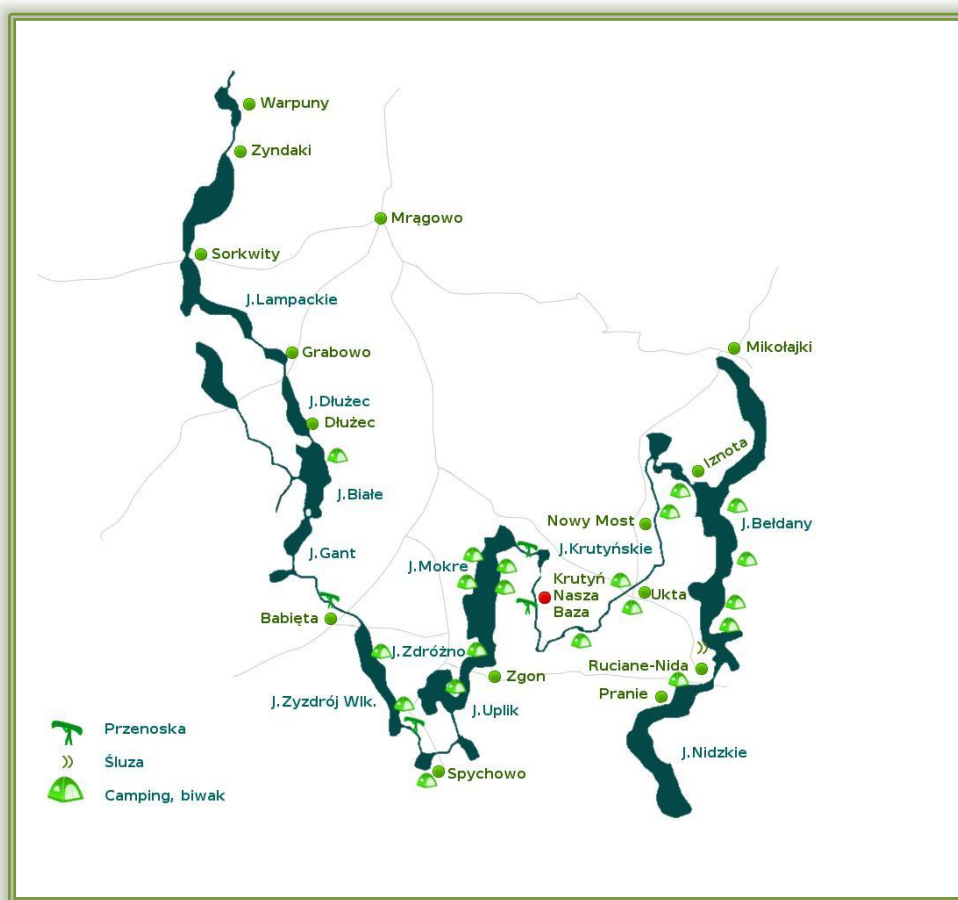 Warpuny
Zyndaki
Mrągowo
Sorkwity
J.Lampackie
Mikołajki
Grabowo
J.Dłużec
Dłużec
Iznota
J.Białe
Nowy Most
J.Bełdany
J.Gant
J.Mokre
J.Krutyńskie
Krutyń
Nasza
Baza
Ukta
Babięta
J.Zdróżno
Ruciane-Nida
Zgon
Pranie
J.Zyzdrój Wlk.
J.Uplik
Przenoska
J.Nidzkie
Śluza
Spychowo
Camping, biwak